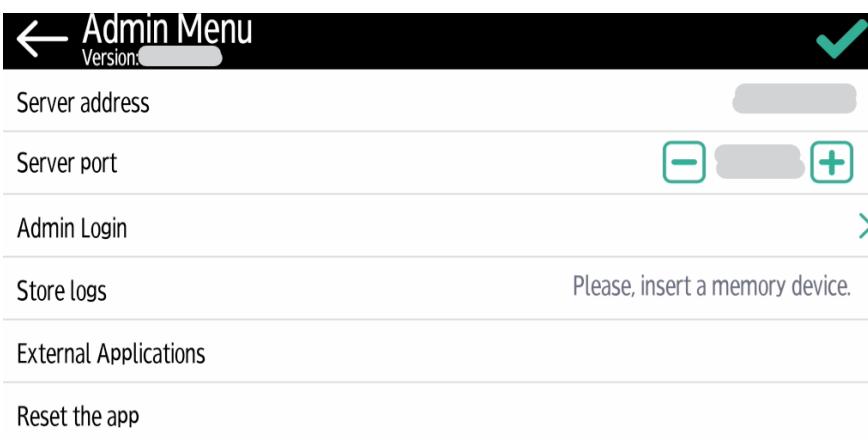 Admin Menu
Version:
Server address
Server port
Admin Login
Store logs
Please, insert a memory device.
External Applications
Reset the app